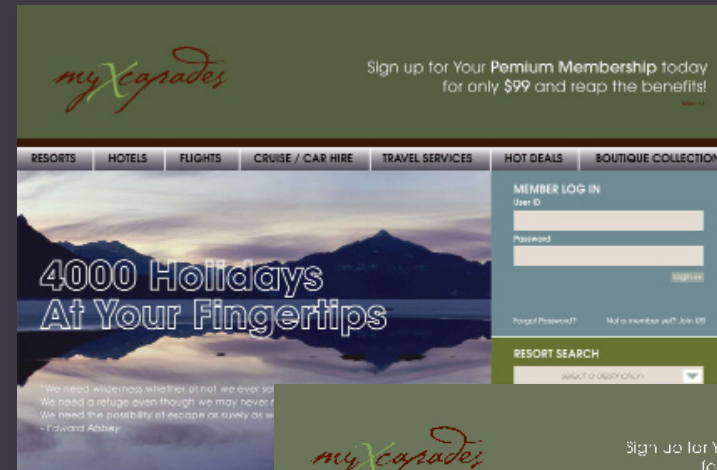 myXcapades
Sign up for Your Pemium Membership today
for only $99 and reap the benefits!
RESORTS HOTELS FLIGHTS CRUISE / CAR HIRE TRAVEL SERVICES HOT DEALS BOUTIQUE COLLECTION
MEMBER LOG IN
User ID
Password
Login >>
4000 Holidays
At Your Fingertips
Forgot Password? Not a member yet? Join US!
RESORT SEARCH
select a destination
"We need wilderness whether or not we ever set
We need a refuge even though we may never
We need the possibility of escape as surely as
- Edward Abbey
myXcapades
Sign up for